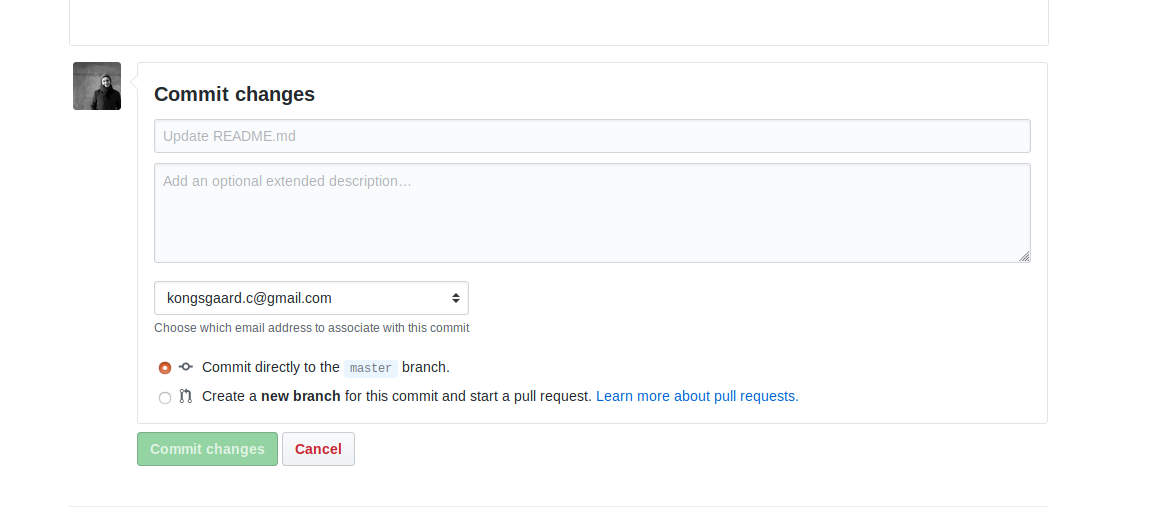 Commit changes
Update README.md
Add an optional extended description…
kongsgaard.c@gmail.com
Choose which email address to associate with this commit
Commit directly to the master branch.
Create a new branch for this commit and start a pull request. Learn more about pull requests.
Commit changes Cancel